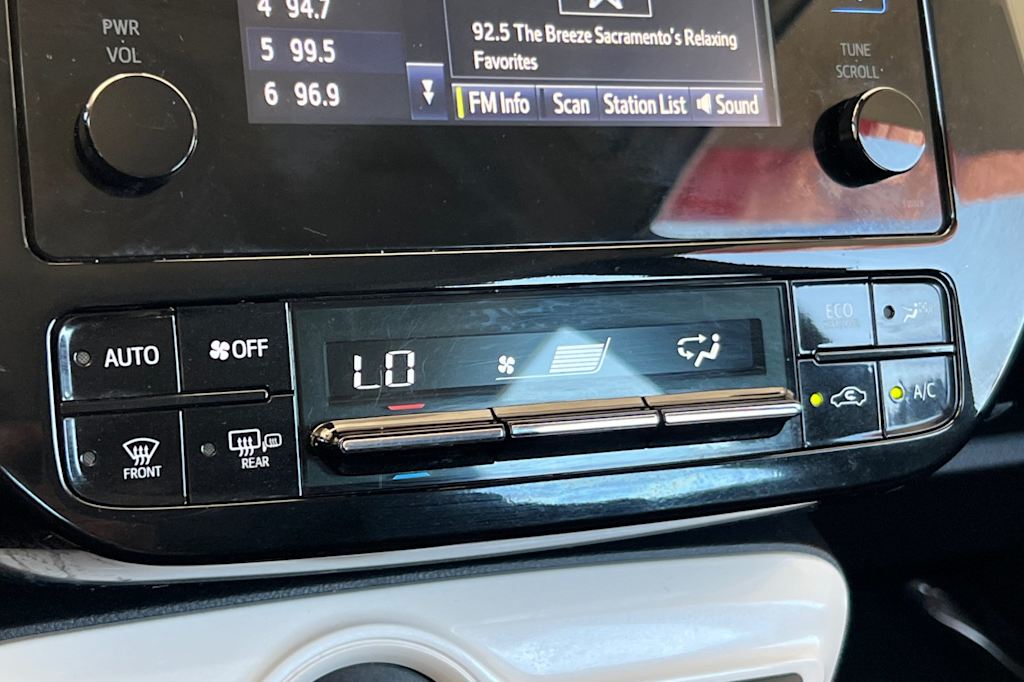 PWR
VOL
4 94.7
5 99.5
6 96.9
92.5 The Breeze Sacramento's Relaxing
Favorites
FM Info
Scan
Station List
Sound
TUNE
SCROLL
AUTO
OFF
FRONT
REAR
LO
ECO
A/C